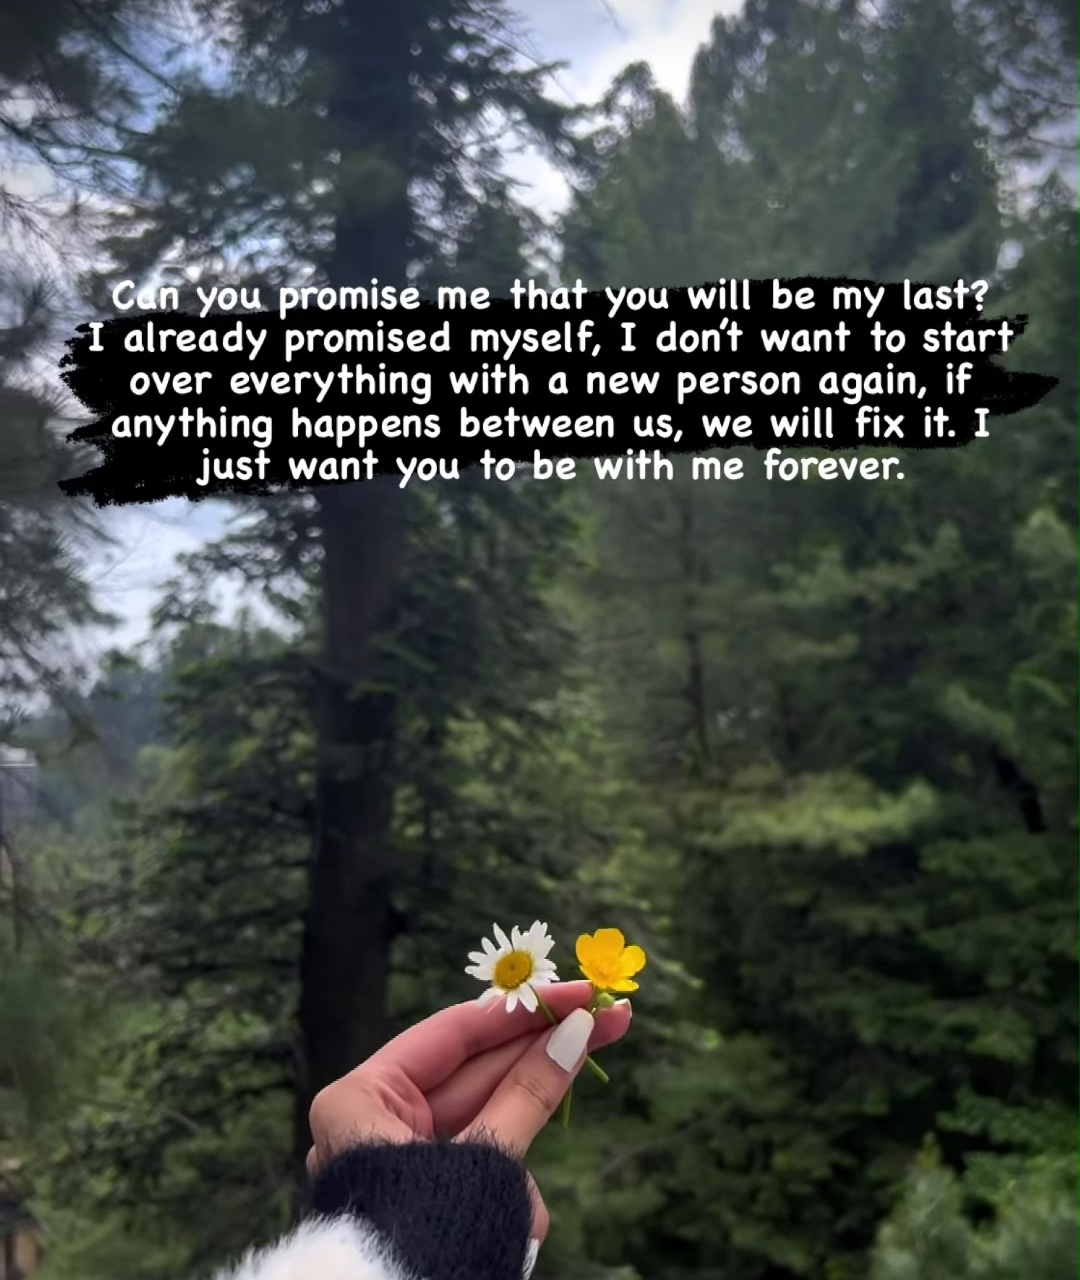 Can you promise me that you will be my last?
I already promised myself, I don't want to start
over everything with a new person again, if
anything happens between us, we will fix it. I
just want you to be with me forever.